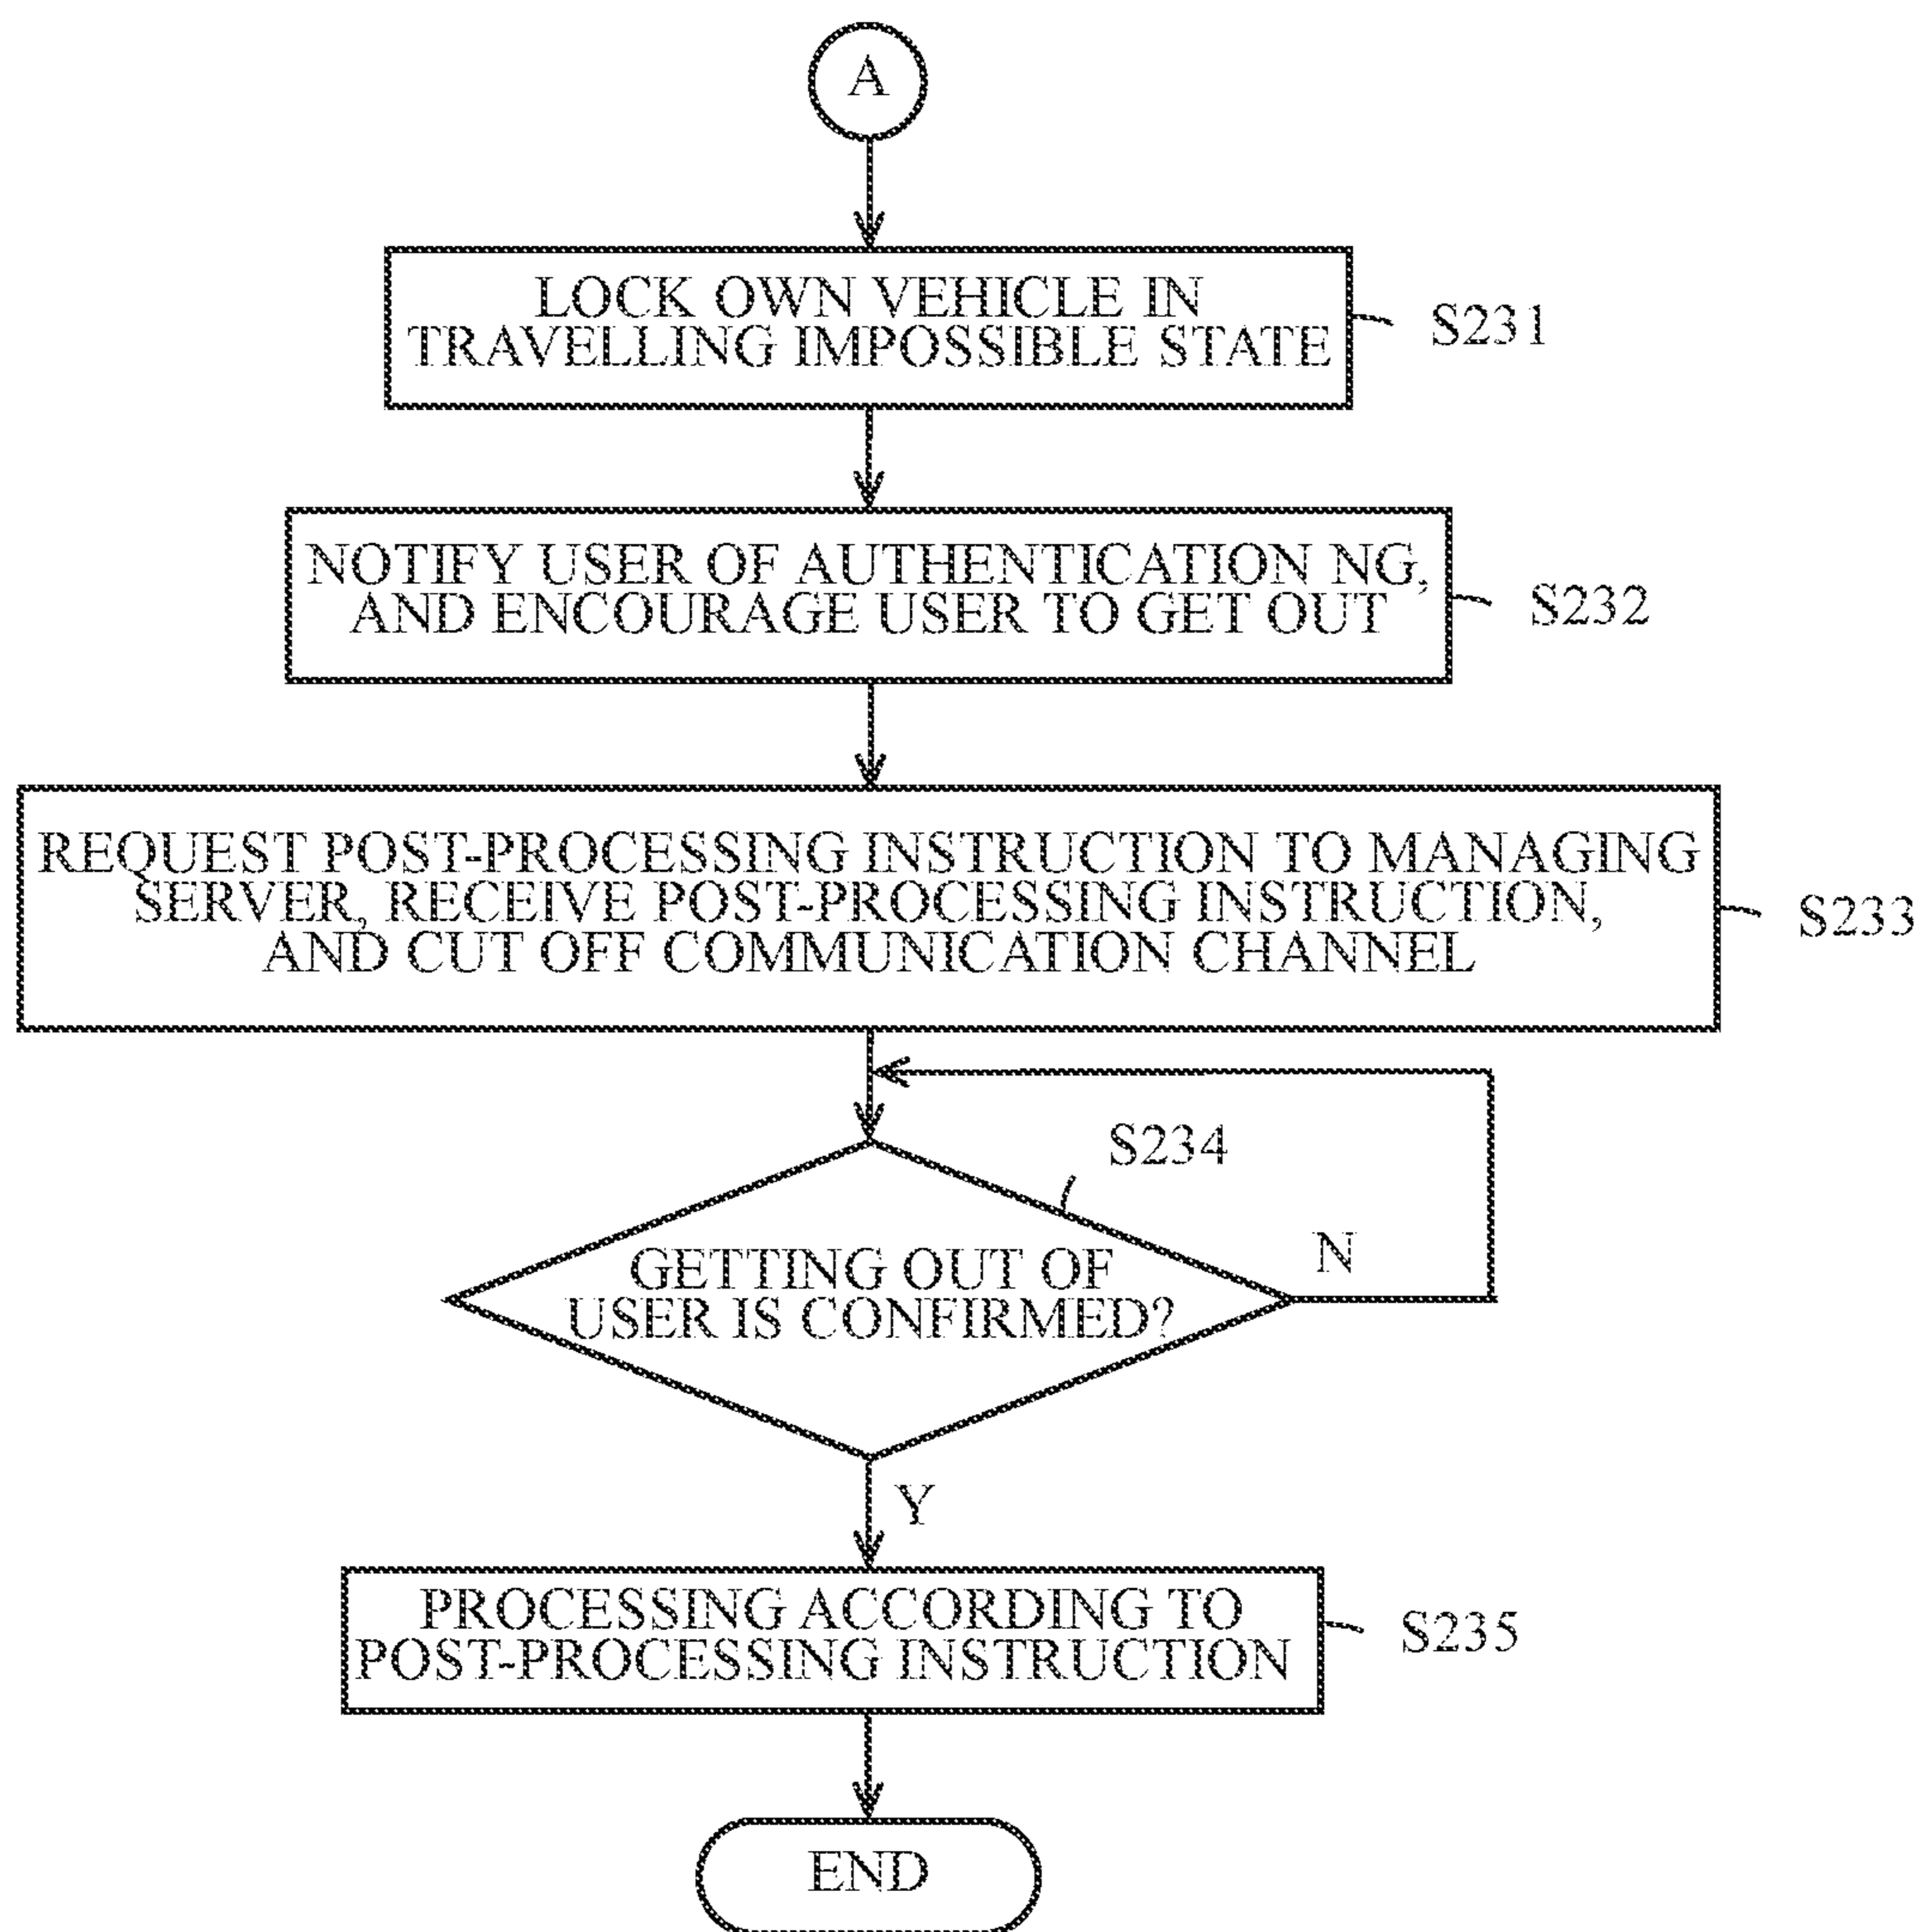 A
LOCK OWN VEHICLE IN
TRAVELLING IMPOSSIBLE STATE
S231
NOTIFY USER OF AUTHENTICATION NG,
AND ENCOURAGE USER TO GET OUT
S232
REQUEST POST-PROCESSING INSTRUCTION TO MANAGING
SERVER, RECEIVE POST-PROCESSING INSTRUCTION,
AND CUT OFF COMMUNICATION CHANNEL
S233
S234
GETTING OUT OF
USER IS CONFIRMED?
N
Y
PROCESSING ACCORDING TO
POST-PROCESSING INSTRUCTION
S235
END